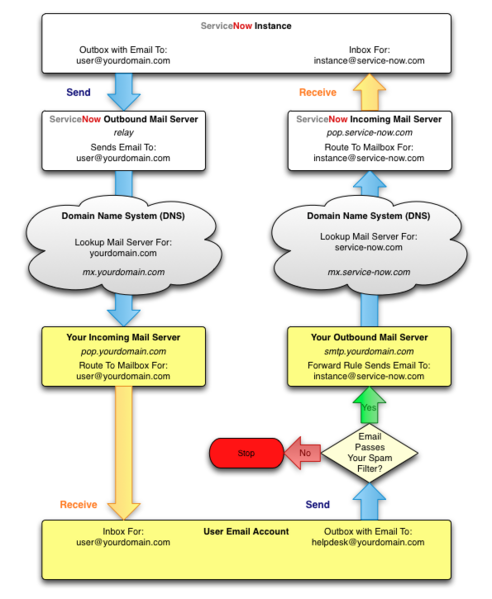 ServiceNow Instance
Outbox with Email To:
user@yourdomain.com
Inbox For:
instance@service-now.com
Send
Receive
ServiceNow Outbound Mail Server
relay
Sends Email To:
user@yourdomain.com
ServiceNow Incoming Mail Server
pop.service-now.com
Route To Mailbox For:
instance@service-now.com
Domain Name System (DNS)
Lookup Mail Server For:
yourdomain.com
mx.yourdomain.com
Domain Name System (DNS)
Lookup Mail Server For:
service-now.com
mx.service-now.com
Your Incoming Mail Server
pop.yourdomain.com
Route To Mailbox For:
user@yourdomain.com
Your Outbound Mail Server
smtp.yourdomain.com
Forward Rule Sends Email To:
instance@service-now.com
Yes
Email
Passes
Your Spam
Filter?
No
Stop
Receive
Send
Inbox For:
user@yourdomain.com
User Email Account
Outbox with Email To:
helpdesk@yourdomain.com